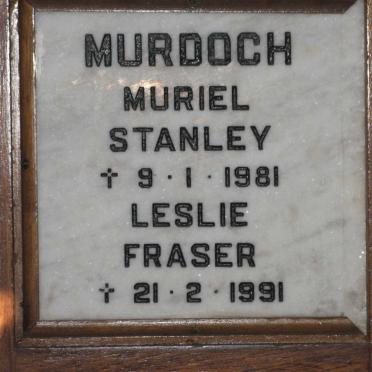 MURDOCH
MURIEL
STANLEY
✝ 9 · 1 · 1981
LESLIE
FRASER
✝ 21 · 2 · 1991